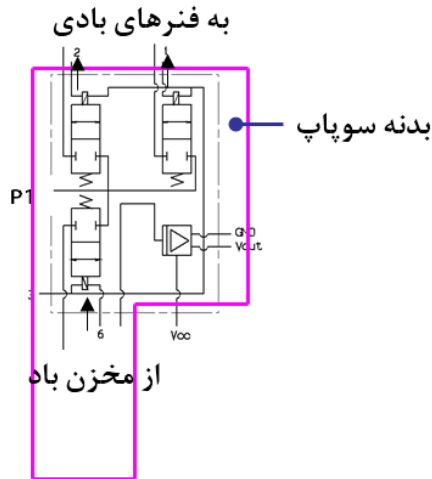 به فنرهای بادی
2 1
بدنه سوپاپ
P1
GND
Vout
3
6 Vcc
از مخزن باد